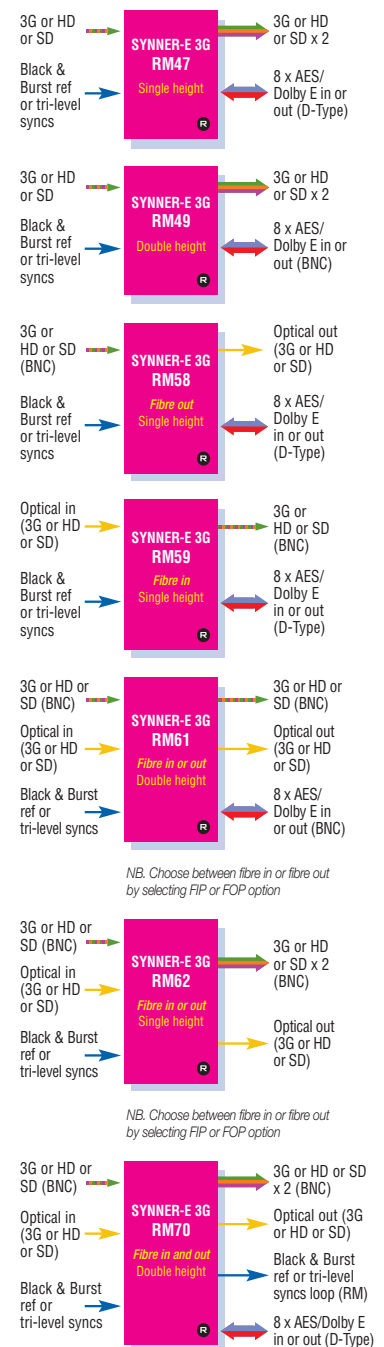 3G or HD
or SD
Black &
Burst ref
or tri-level
syncs
SYNNER-E 3G
RM47
Single height
R
3G or HD
or SD x 2
8 x AES/
Dolby E in or
out (D-Type)
3G or HD
or SD
Black &
Burst ref
or tri-level
syncs
SYNNER-E 3G
RM49
Double height
R
3G or HD
or SD x 2
8 x AES/
Dolby E in or
out (BNC)
3G or
HD or SD
(BNC)
Black &
Burst ref
or tri-level
syncs
SYNNER-E 3G
RM58
Fibre out
Single height
R
Optical out
(3G or HD
or SD)
8 x AES/
Dolby E
in or out
(D-Type)
Optical in
(3G or HD
or SD)
Black &
Burst ref
or tri-level
syncs
SYNNER-E 3G
RM59
Fibre in
Single height
R
3G or
HD or SD
(BNC)
8 x AES/
Dolby E
in or out
(D-Type)
3G or HD or
SD (BNC)
Optical in
(3G or HD
or SD)
Black & Burst
ref or
tri-level syncs
SYNNER-E 3G
RM61
Fibre in or out
Double height
R
3G or HD or
SD (BNC)
Optical out
(3G or HD
or SD)
8 x AES/
Dolby E in
or out (BNC)
NB. Choose between fibre in or fibre out
by selecting FIP or FOP option
3G or HD or
SD (BNC)
Optical in
(3G or HD
or SD)
Black & Burst
ref or
tri-level syncs
SYNNER-E 3G
RM62
Fibre in or out
Single height
R
3G or HD
or SD x 2
(BNC)
Optical out
(3G or HD
or SD)
NB. Choose between fibre in or fibre out
by selecting FIP or FOP option
3G or HD or
SD (BNC)
Optical in
(3G or HD
or SD)
Black & Burst
ref or
tri-level syncs
SYNNER-E 3G
RM70
Fibre in and out
Double height
R
3G or HD or SD
x 2 (BNC)
Optical out (3G
or HD or SD)
Black & Burst
ref or tri-level
syncs loop (RM)
8 x AES/Dolby E
in or out (D-Type)